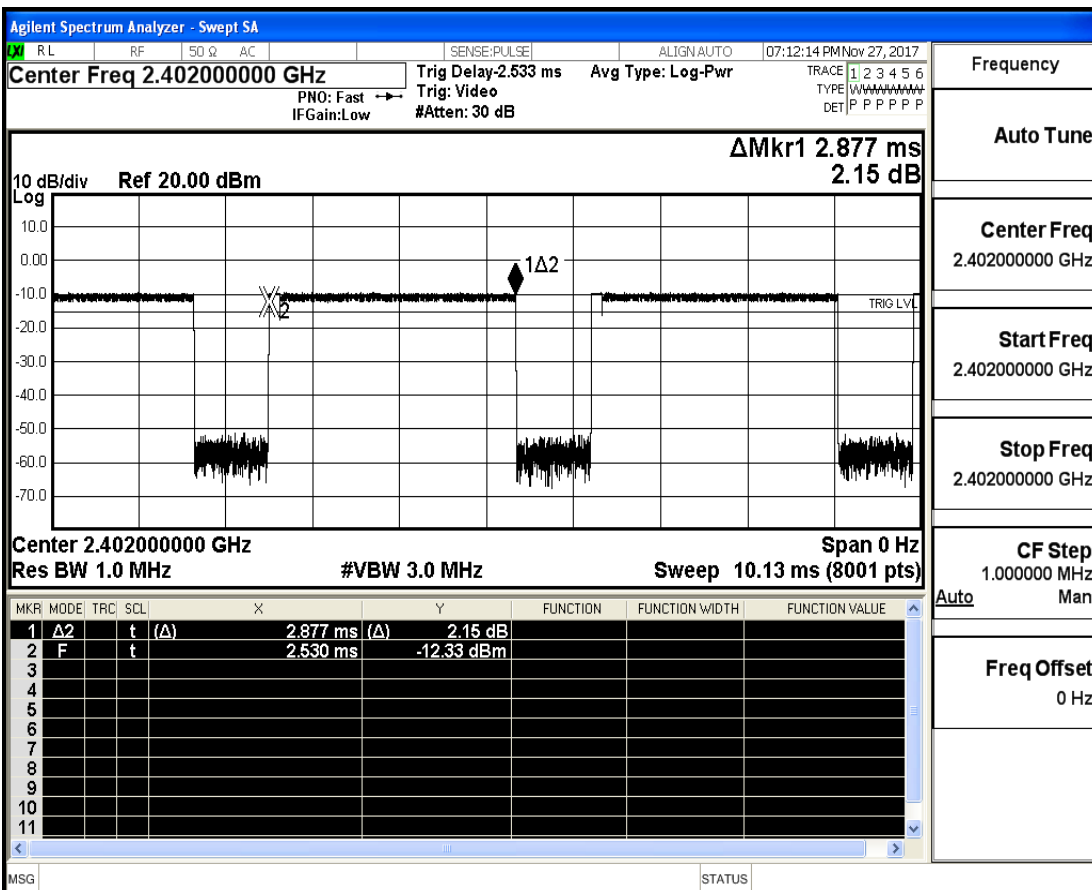 Agilent Spectrum Analyzer - Swept SA
LXI RL RF 50 Ω AC SENSE:PULSE ALIGN AUTO 07:12:14 PM Nov 27, 2017
Center Freq 2.402000000 GHz
PNO: Fast
IFGain:Low
Trig Delay-2.533 ms
Trig: Video
#Atten: 30 dB
Avg Type: Log-Pwr
TRACE 1 2 3 4 5 6
TYPE WWWWWW
DET P P P P P P
ΔMkr1 2.877 ms
2.15 dB
10 dB/div Ref 20.00 dBm
Log
10.0
0.00
-10.0
-20.0
-30.0
-40.0
-50.0
-60.0
-70.0
1Δ2
2
TRIG LVL
Center 2.402000000 GHz Span 0 Hz
Res BW 1.0 MHz #VBW 3.0 MHz Sweep 10.13 ms (8001 pts)
MKR MODE TRC SCL X Y FUNCTION FUNCTION WIDTH FUNCTION VALUE
1 Δ2 t (Δ) 2.877 ms (Δ) 2.15 dB
2 F t 2.530 ms -12.33 dBm
3
4
5
6
7
8
9
10
11
MSG STATUS
Frequency
Auto Tune
Center Freq
2.402000000 GHz
Start Freq
2.402000000 GHz
Stop Freq
2.402000000 GHz
CF Step
1.000000 MHz
Auto Man
Freq Offset
0 Hz